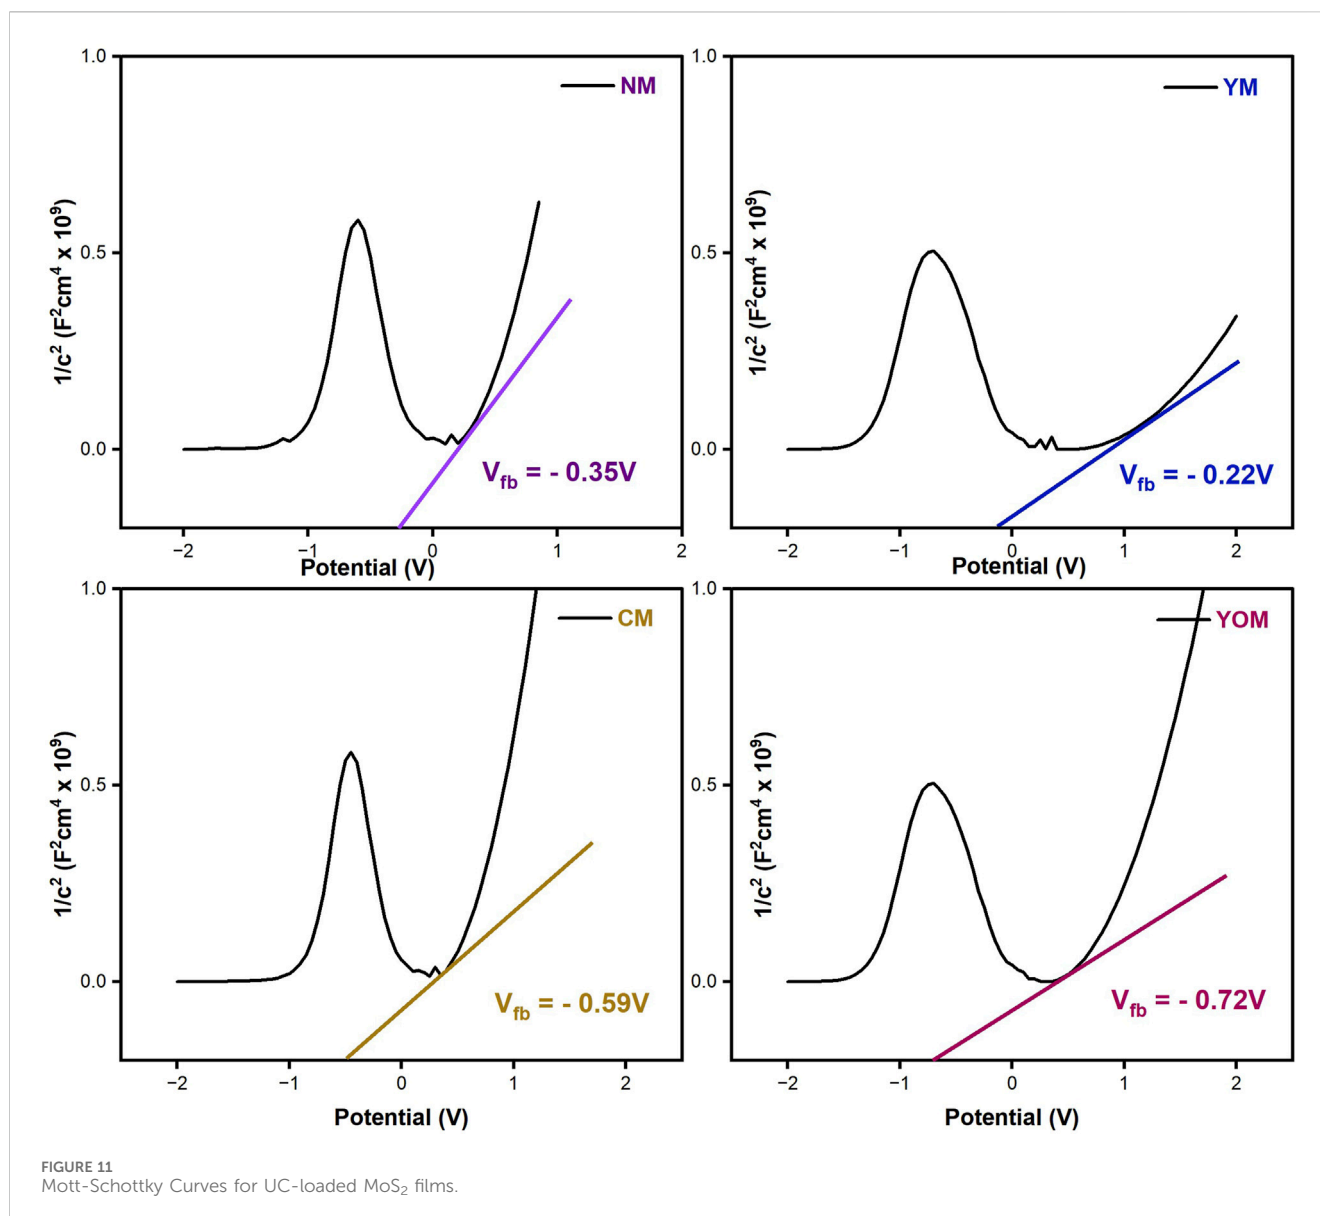 NM
1/c² (F²cm⁴ x 10⁹)
1.0
0.5
0.0
V_fb = - 0.35V
−2 −1 0 1 2
Potential (V)
YM
1/c² (F²cm⁴ x 10⁹)
1.0
0.5
0.0
V_fb = - 0.22V
−2 −1 0 1 2
Potential (V)
CM
1/c² (F²cm⁴ x 10⁹)
1.0
0.5
0.0
V_fb = - 0.59V
−2 −1 0 1 2
Potential (V)
YOM
1/c² (F²cm⁴ x 10⁹)
1.0
0.5
0.0
V_fb = - 0.72V
−2 −1 0 1 2
Potential (V)
FIGURE 11
Mott-Schottky Curves for UC-loaded MoS₂ films.